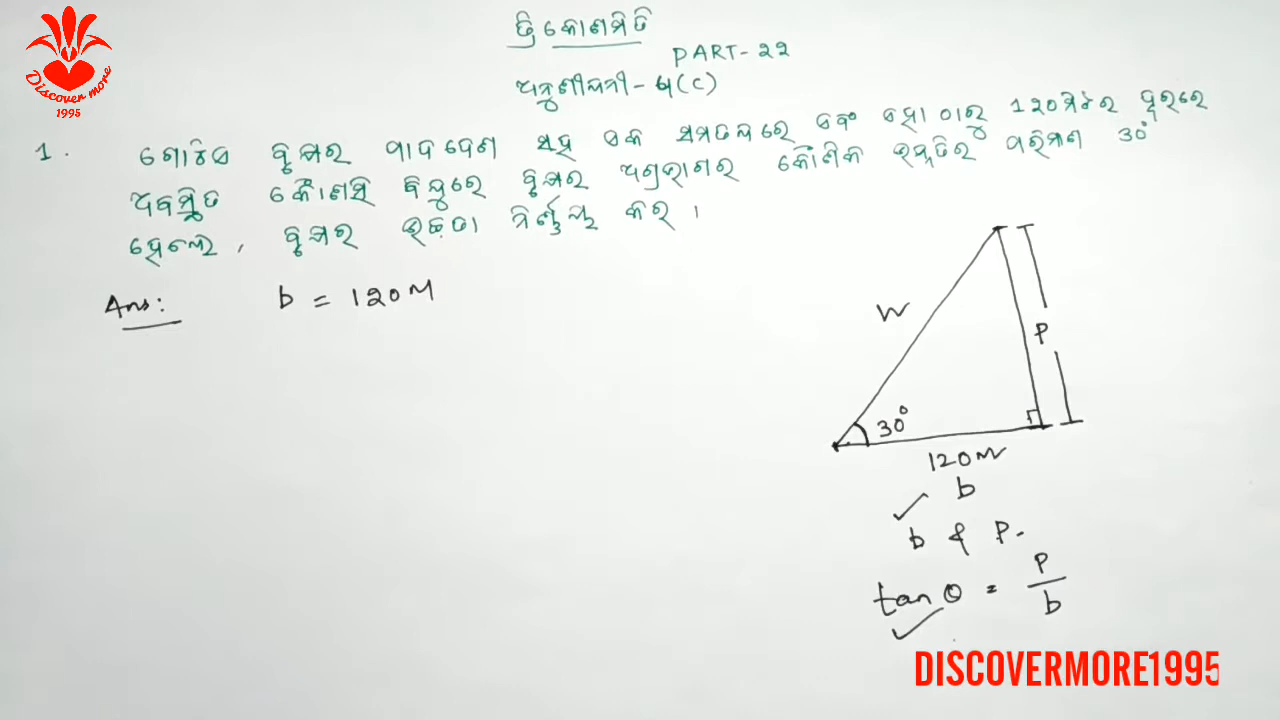 Discover more
1995
ତ୍ରିକୋଣମିତି
PART-22
ଅନୁଶୀଳନୀ-4(c)
1. ଗୋଟିଏ ବୃକ୍ଷର ପାଦଦେଶ ସହ ଏକ ସମତଳରେ ଏବଂ ତାହା ଠାରୁ 120ମିଟର ଦୂରରେ
ଅବସ୍ଥିତ କୌଣସି ବିନ୍ଦୁରେ ବୃକ୍ଷର ଅଗ୍ରଭାଗର କୌଣିକ ଉନ୍ନତିର ପରିମାଣ 30°
ହେଲେ, ବୃକ୍ଷର ଉଚ୍ଚତା ନିର୍ଣ୍ଣୟ କର ।
Ans: b = 120M
P
30°
120M
b
b & P.
tan θ = P/b
DISCOVERMORE1995